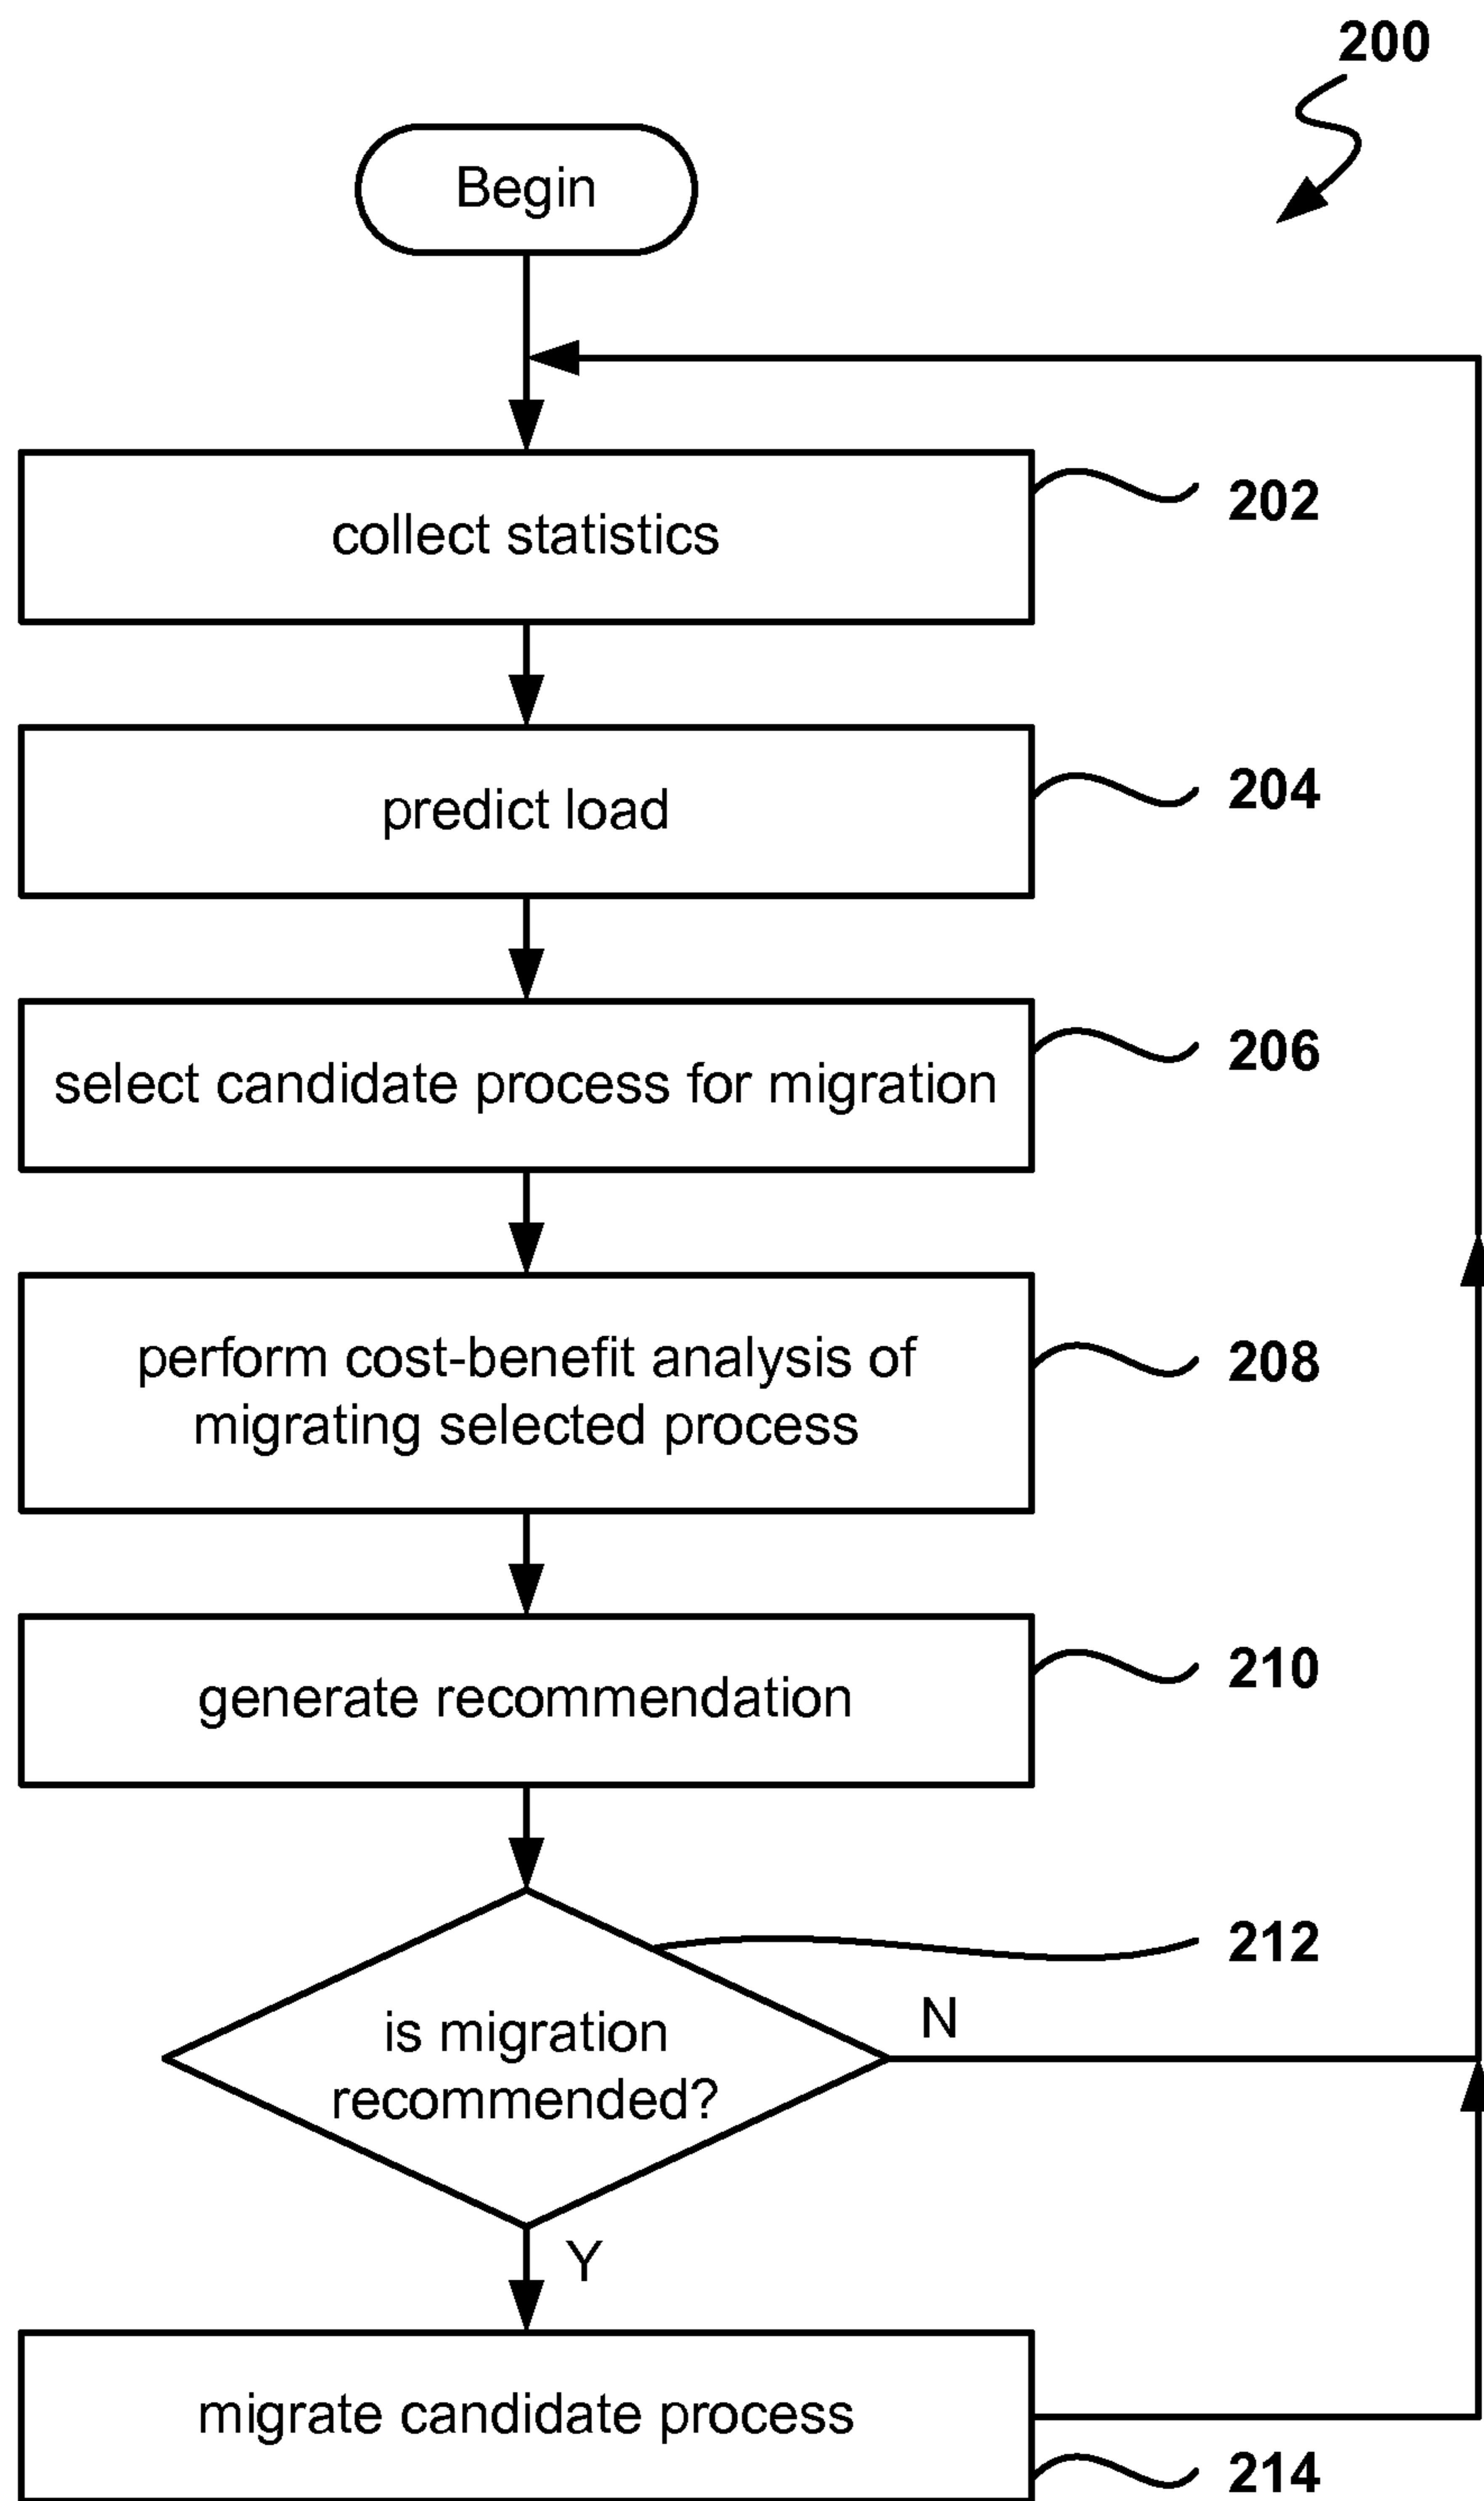 200
Begin
collect statistics
202
predict load
204
select candidate process for migration
206
perform cost-benefit analysis of
migrating selected process
208
generate recommendation
210
212
is migration
recommended?
N
Y
migrate candidate process
214